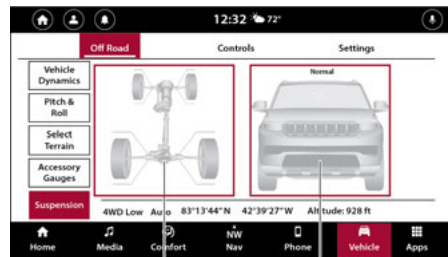 12:32 72°
Off Road Controls Settings
Vehicle
Dynamics
Pitch &
Roll
Select
Terrain
Accessory
Gauges
Suspension
Normal
4WD Low Auto 83°13'44"N 42°39'27"W Altitude: 928 ft
Home Media Comfort NW Nav Phone Vehicle Apps